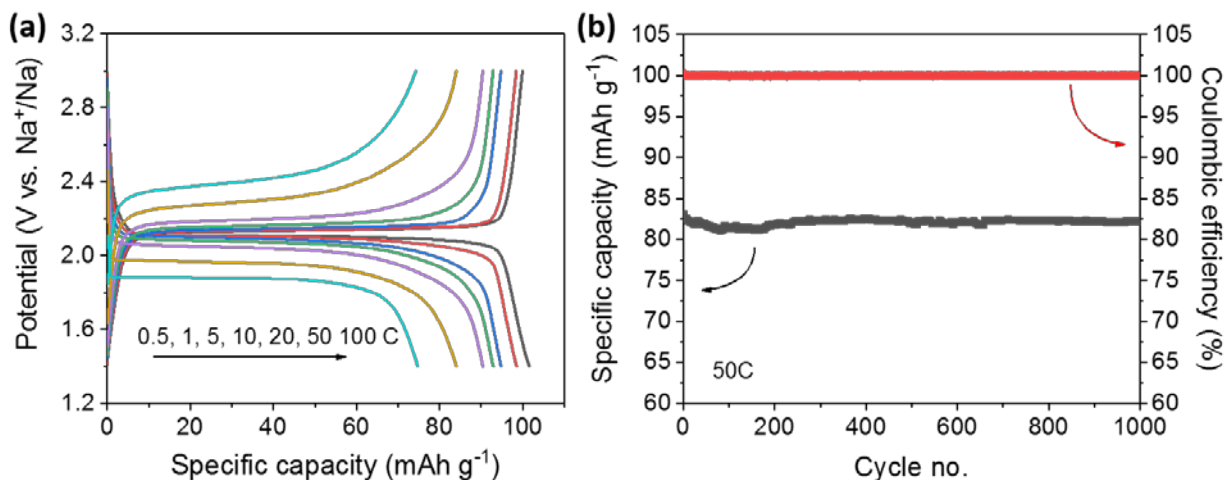 (a)
3.2
2.8
2.4
2.0
1.6
1.2
Potential (V vs. Na⁺/Na)
0.5, 1, 5, 10, 20, 50 100 C
0 20 40 60 80 100
Specific capacity (mAh g⁻¹)
(b)
105
100
95
90
85
80
75
70
65
60
Specific capacity (mAh g⁻¹)
50C
0 200 400 600 800 1000
Cycle no.
105
100
95
90
85
80
75
70
65
60
Coulombic efficiency (%)